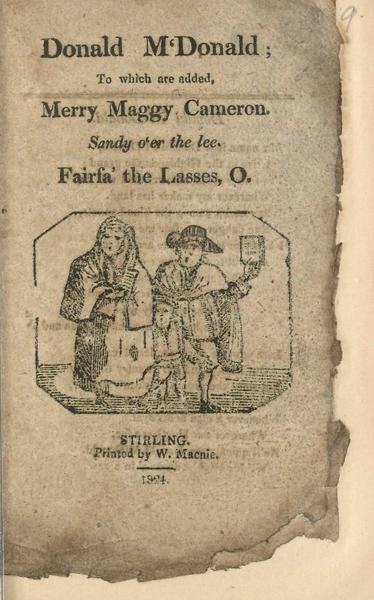 9.
Donald M'Donald;
To which are added,
Merry Maggy Cameron.
Sandy o'er the lee.
Fairfa' the Lasses, O.
STIRLING.
Printed by W. Macnie.
1824.